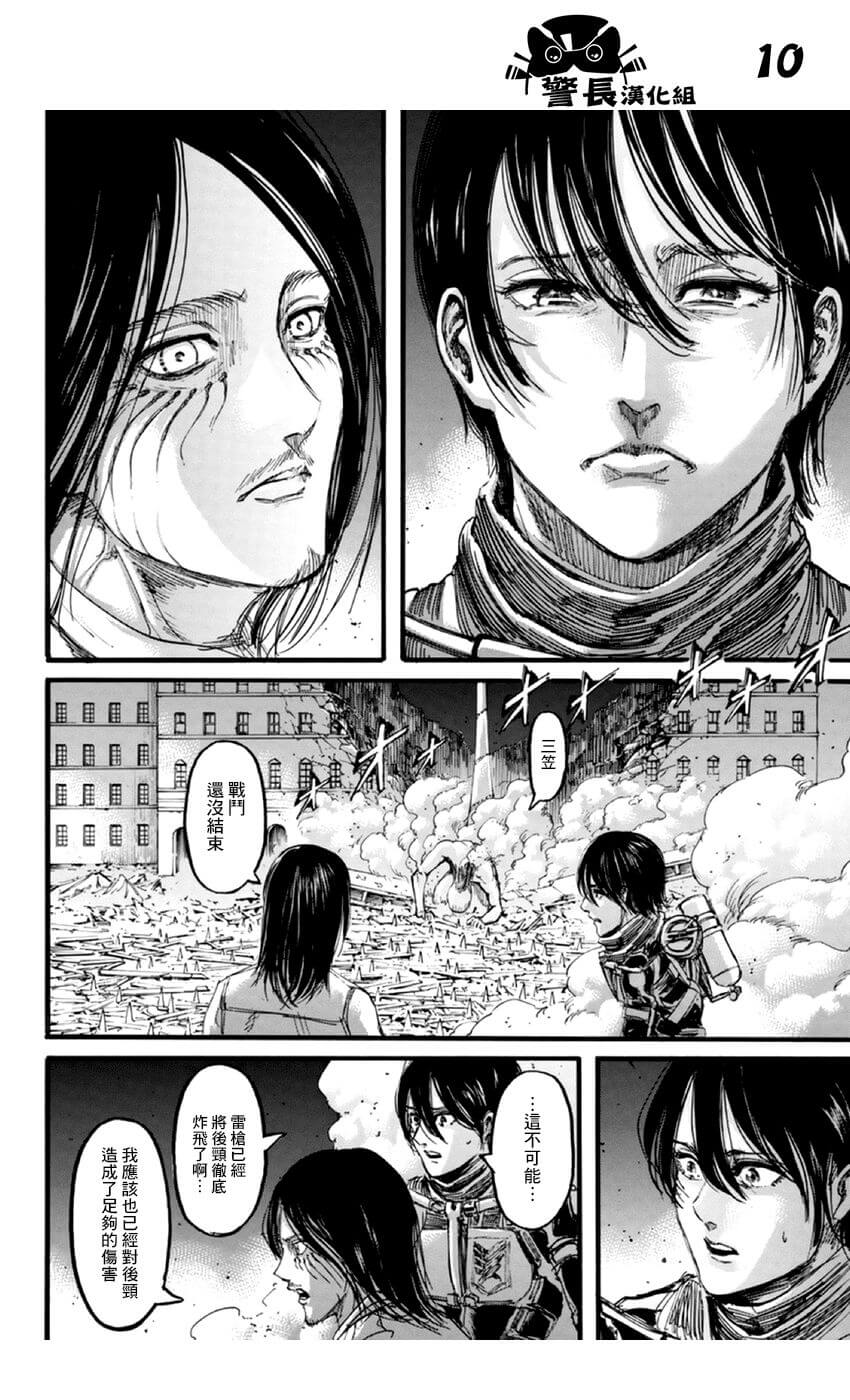 警長漢化組
10
三笠
戰鬥
還沒結束
…這不可能…
雷槍已經
將後頸徹底
炸飛了啊…
我應該也已經對後頸
造成了足夠的傷害